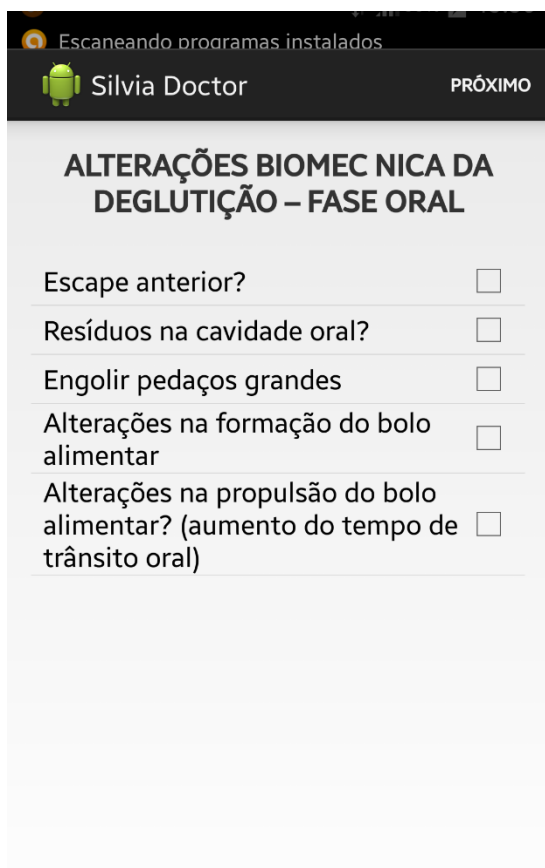 Escaneando programas instalados
Silvia Doctor
PRÓXIMO
ALTERAÇÕES BIOMEC NICA DA
DEGLUTIÇÃO – FASE ORAL
Escape anterior?
Resíduos na cavidade oral?
Engolir pedaços grandes
Alterações na formação do bolo
alimentar
Alterações na propulsão do bolo
alimentar? (aumento do tempo de
trânsito oral)